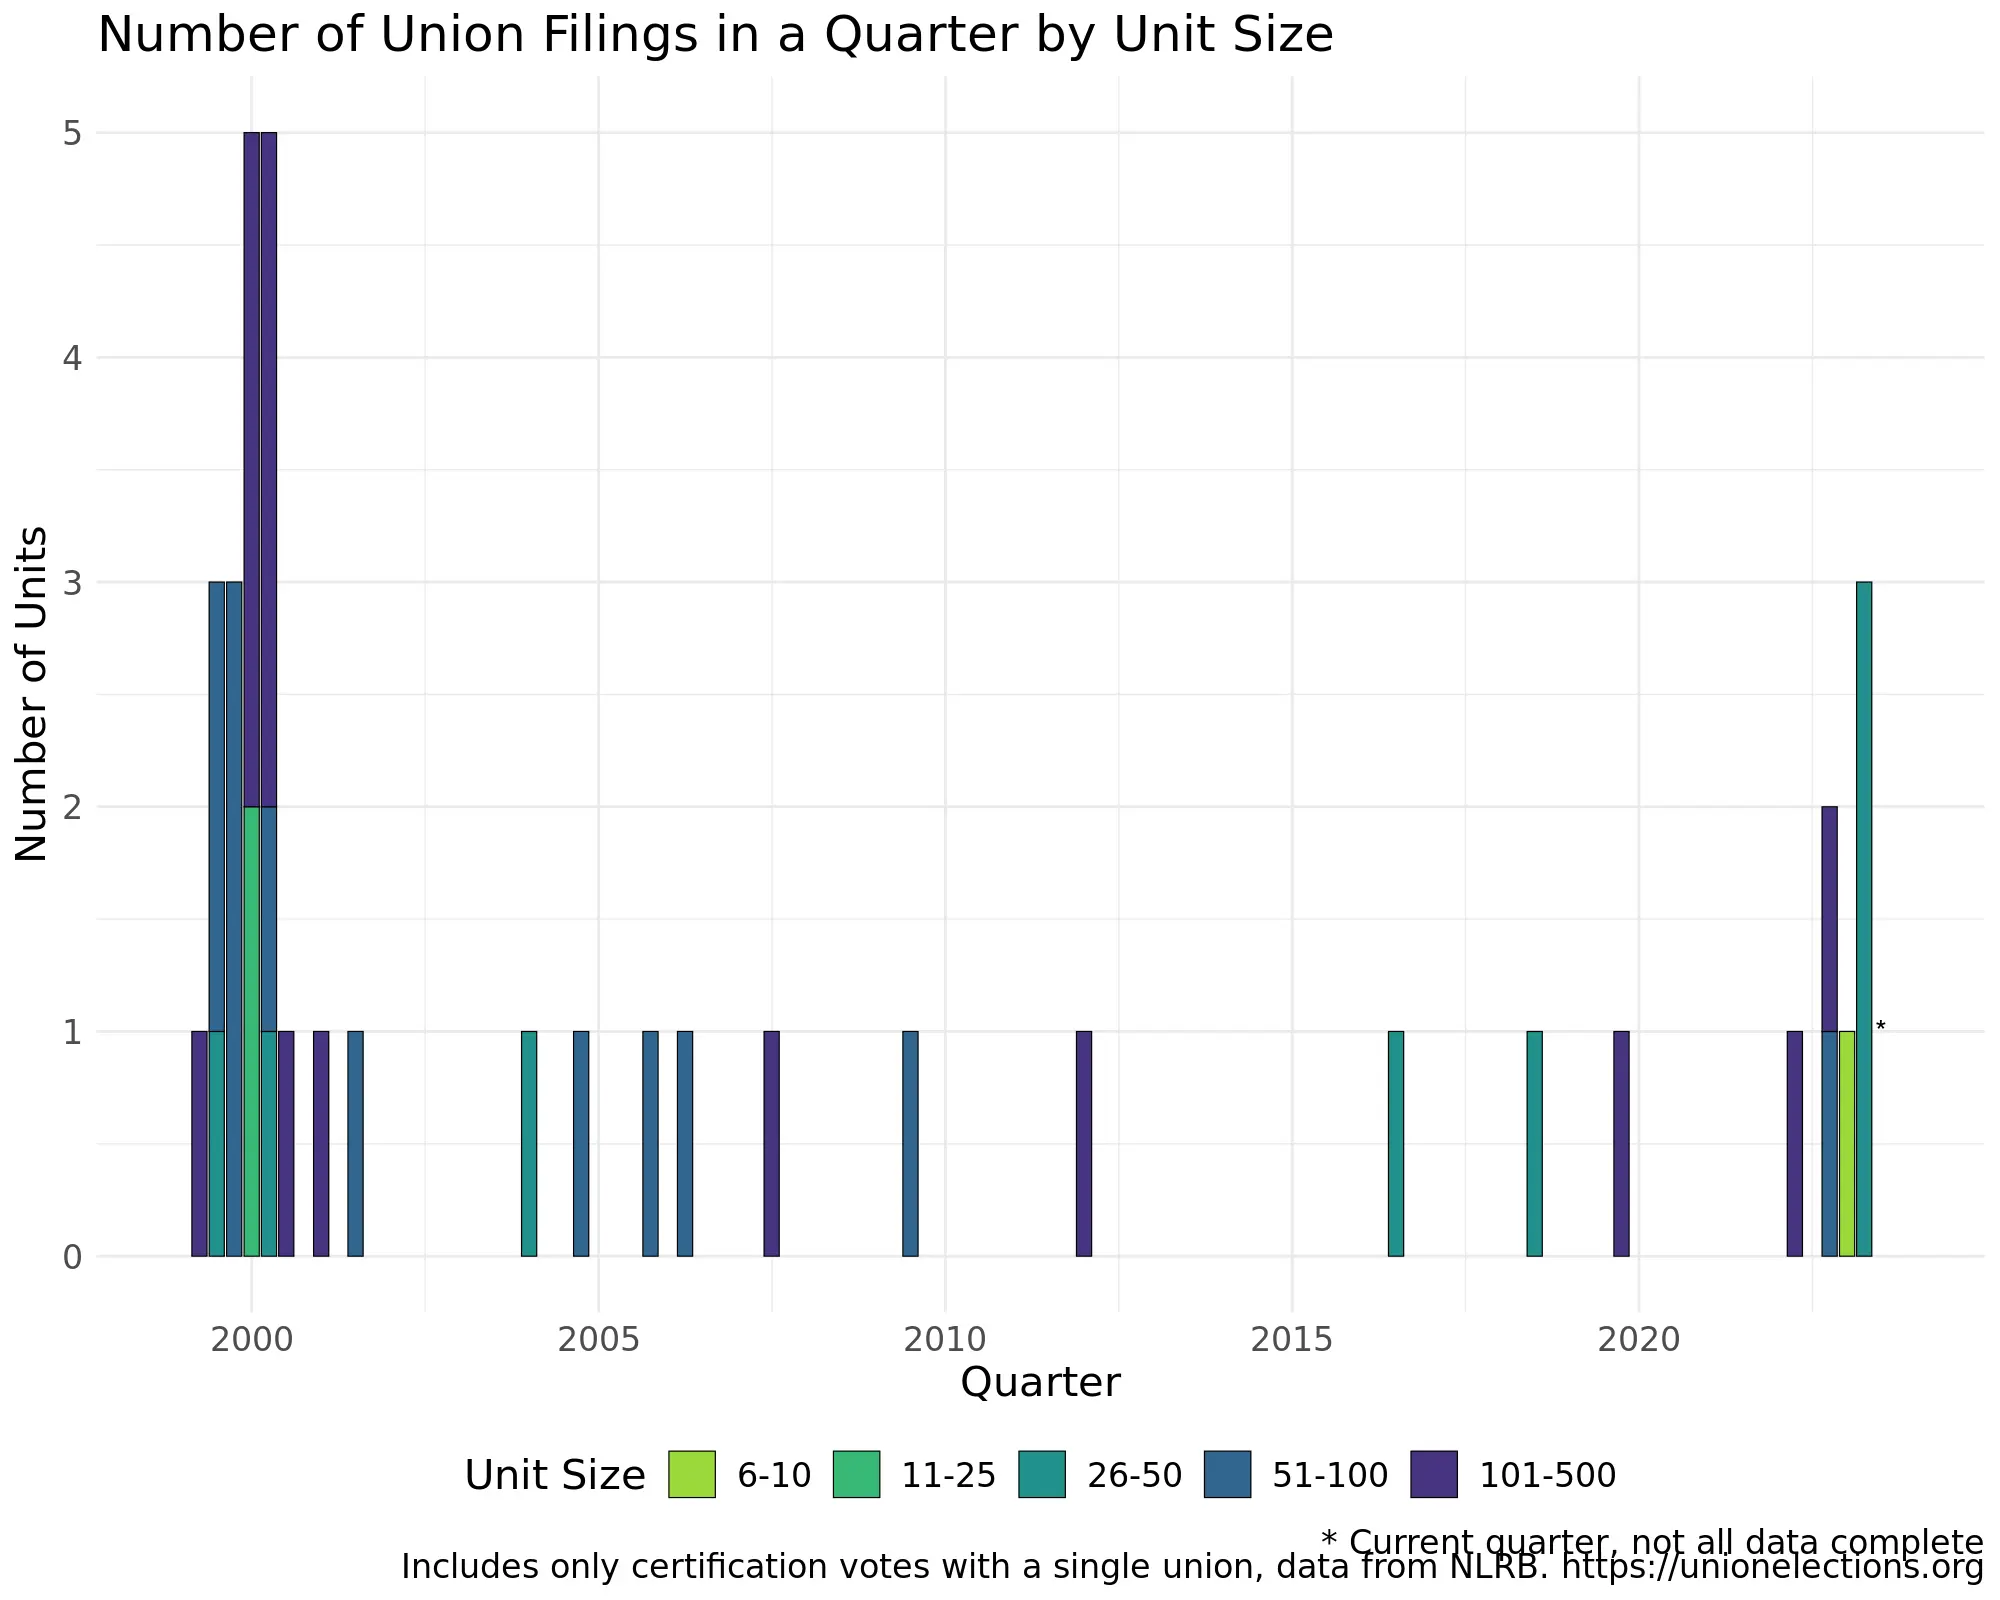 Number of Union Filings in a Quarter by Unit Size
Number of Units
5
4
3
2
1
0
*
2000 2005 2010 2015 2020
Quarter
Unit Size 6-10 11-25 26-50 51-100 101-500
* Current quarter, not all data complete
Includes only certification votes with a single union, data from NLRB. https://unionelections.org